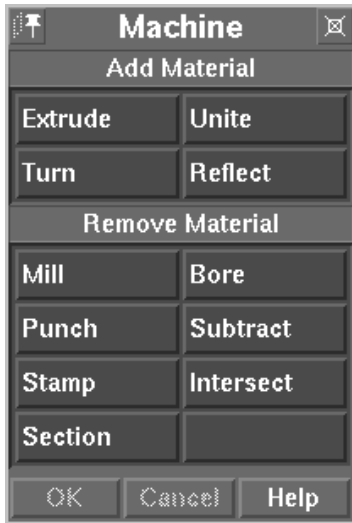 Machine
Add Material
Extrude Unite
Turn Reflect
Remove Material
Mill Bore
Punch Subtract
Stamp Intersect
Section
OK Cancel Help